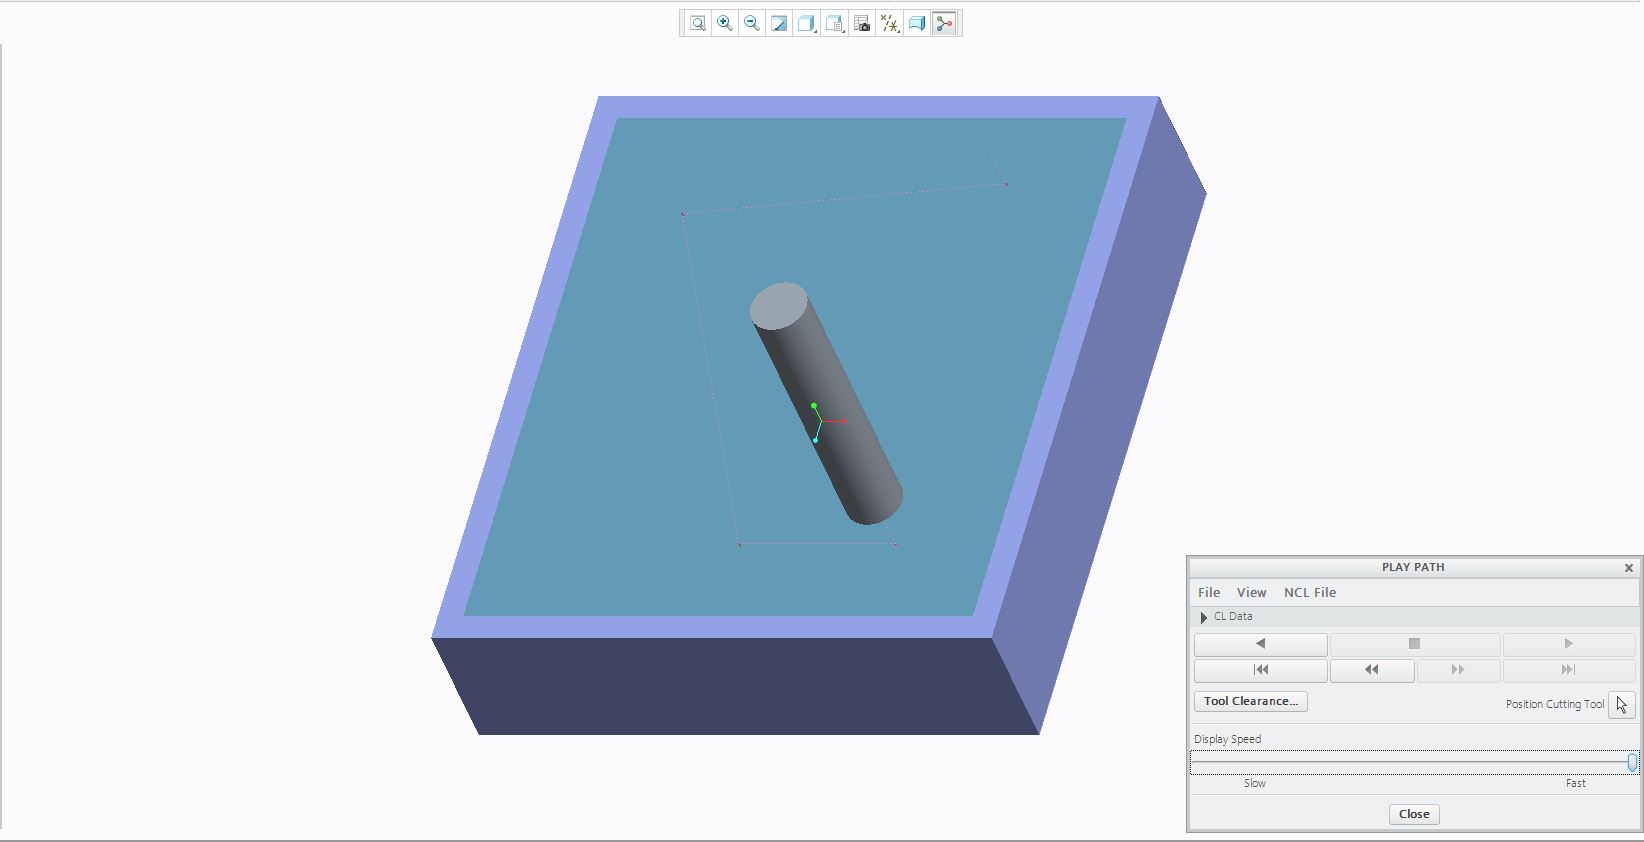 PLAY PATH
File View NCL File
CL Data
Tool Clearance...
Position Cutting Tool
Display Speed
Slow Fast
Close